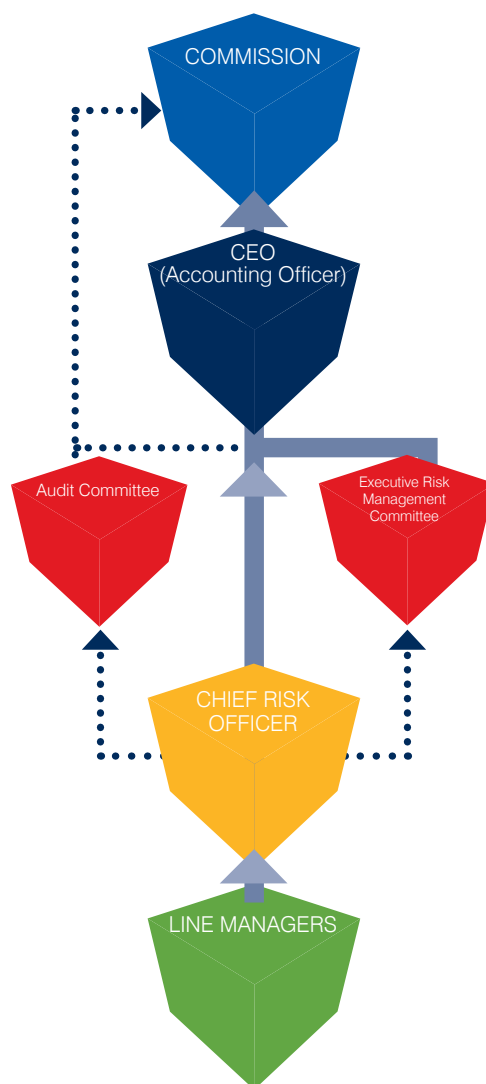 COMMISSION
CEO
(Accounting Officer)
Audit Committee
Executive Risk
Management
Committee
CHIEF RISK
OFFICER
LINE MANAGERS